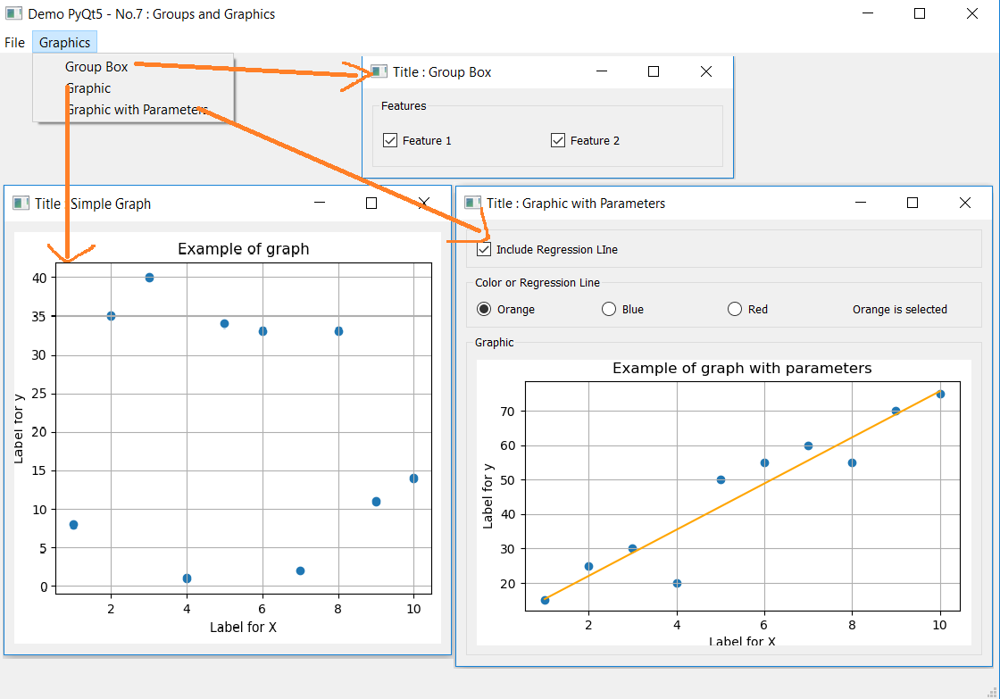 Demo PyQt5 - No.7 : Groups and Graphics
File Graphics
Group Box
Graphic
Graphic with Parameters
Title : Group Box
Features
Feature 1 Feature 2
Title : Simple Graph
Example of graph
40
35
30
25
20
15
10
5
0
Label for y
2 4 6 8 10
Label for X
Title : Graphic with Parameters
Include Regression LIne
Color or Regression Line
Orange Blue Red Orange is selected
Graphic
Example of graph with parameters
70
60
50
40
30
20
Label for y
2 4 6 8 10
Label for X